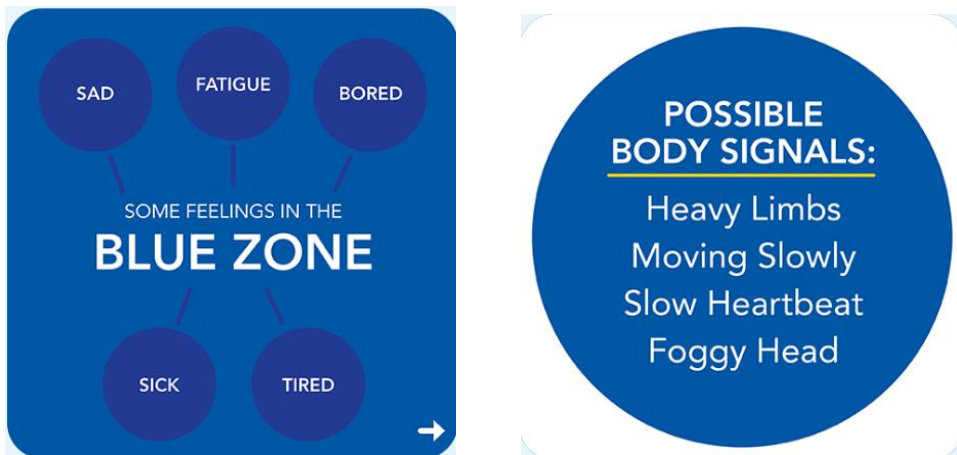 SAD
FATIGUE
BORED
SOME FEELINGS IN THE
BLUE ZONE
SICK
TIRED
POSSIBLE
BODY SIGNALS:
Heavy Limbs
Moving Slowly
Slow Heartbeat
Foggy Head